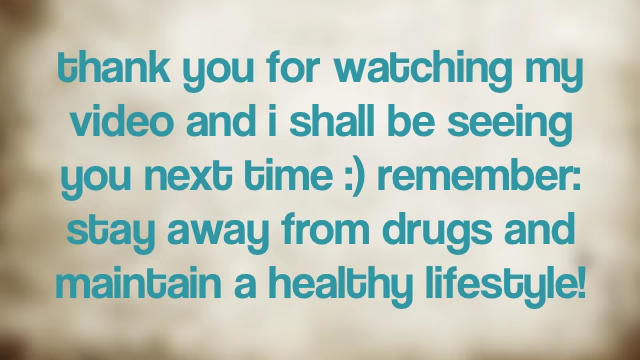 thank you for watching my
video and i shall be seeing
you next time :) remember:
stay away from drugs and
maintain a healthy lifestyle!